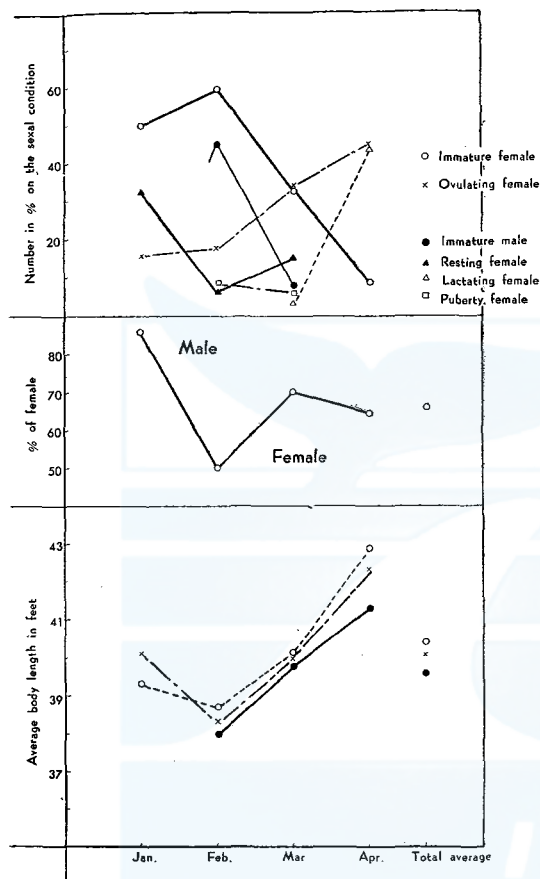 Number in % on the sexal condition
60
40
20
Immature female
Ovulating female
Immature male
Resting female
Lactating female
Puberty female
% of female
80
70
60
50
Male
Female
Average body length in feet
43
41
39
37
Jan.
Feb.
Mar
Apr.
Total average